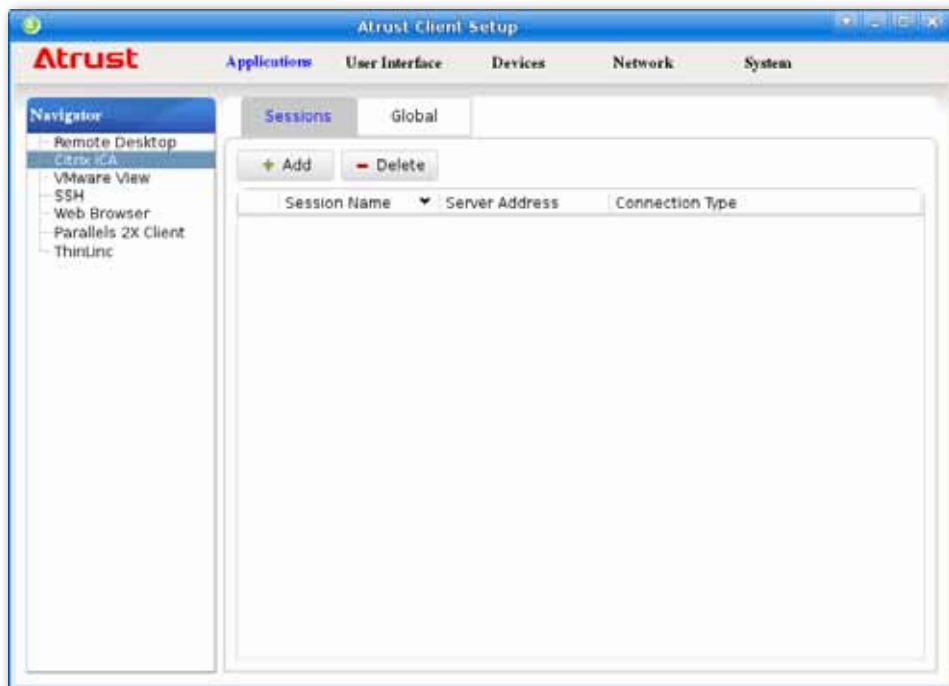 Atrust Client Setup
Atrust
Applications User Interface Devices Network System
Navigator
Remote Desktop
Citrix ICA
VMware View
SSH
Web Browser
Parallels 2X Client
ThinLinc
Sessions Global
+ Add - Delete
Session Name Server Address Connection Type